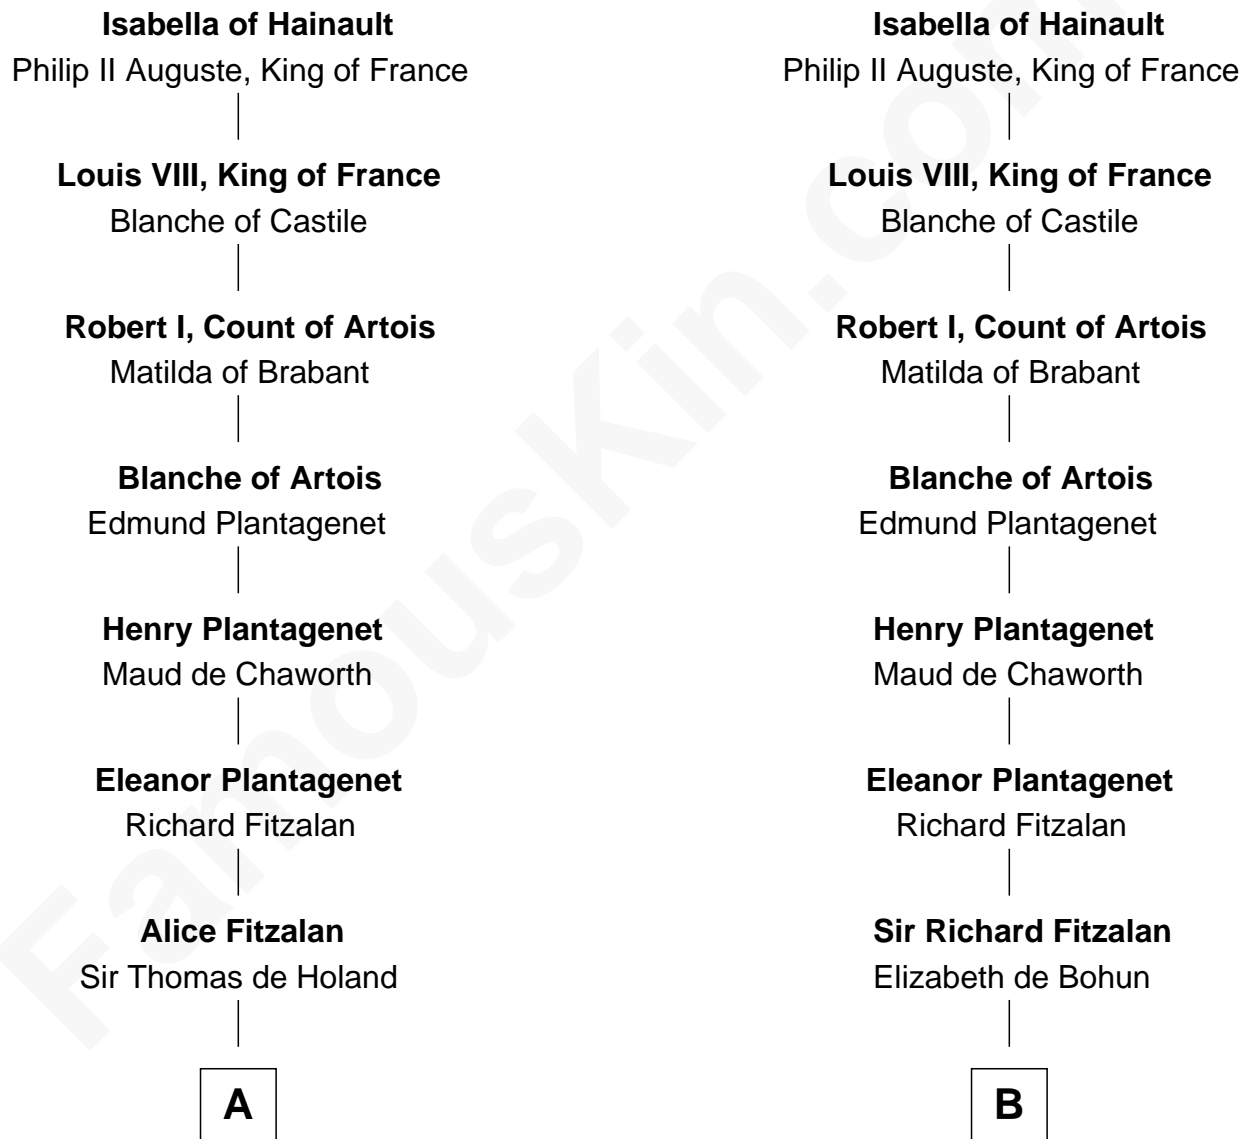 Isabella of Hainault
Philip II Auguste, King of France
Louis VIII, King of France
Blanche of Castile
Robert I, Count of Artois
Matilda of Brabant
Blanche of Artois
Edmund Plantagenet
Henry Plantagenet
Maud de Chaworth
Eleanor Plantagenet
Richard Fitzalan
Alice Fitzalan
Sir Thomas de Holand
A
Isabella of Hainault
Philip II Auguste, King of France
Louis VIII, King of France
Blanche of Castile
Robert I, Count of Artois
Matilda of Brabant
Blanche of Artois
Edmund Plantagenet
Henry Plantagenet
Maud de Chaworth
Eleanor Plantagenet
Richard Fitzalan
Sir Richard Fitzalan
Elizabeth de Bohun
B
FamousKin.com